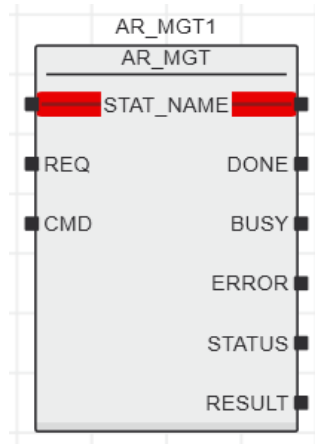 AR_MGT1
AR_MGT
STAT_NAME
REQ DONE
CMD BUSY
ERROR
STATUS
RESULT